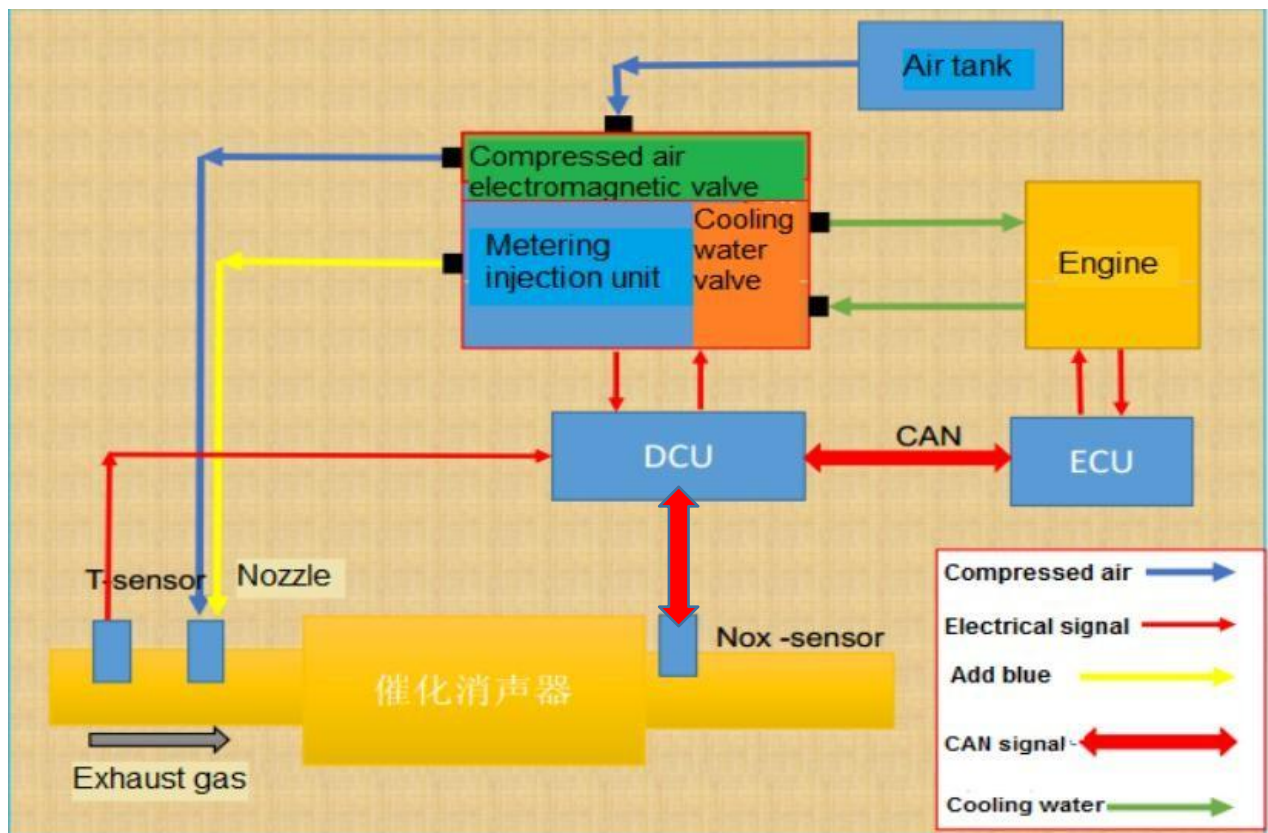 Air tank
Compressed air
electromagnetic valve
Cooling
water
valve
Metering
injection unit
Engine
DCU
CAN
ECU
T-sensor
Nozzle
Nox -sensor
催化消声器
Exhaust gas
Compressed air
Electrical signal
Add blue
CAN signal
Cooling water